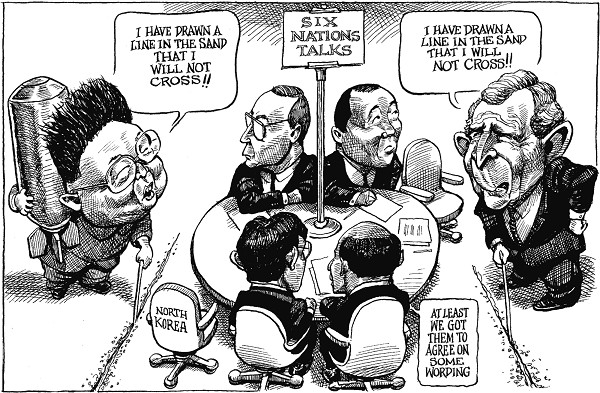 I HAVE DRAWN A
LINE IN THE SAND
THAT I
WILL NOT
CROSS!!
SIX
NATIONS
TALKS
I HAVE DRAWN A
LINE IN THE SAND
THAT I WILL
NOT CROSS!!
NORTH
KOREA
AT LEAST
WE GOT
THEM TO
AGREE ON
SOME
WORDING